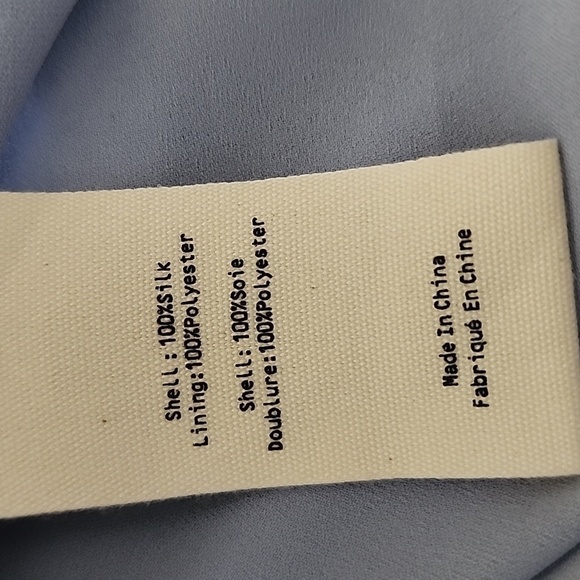 Shell: 100%Silk
Lining:100%Polyester
Shell: 100%Soie
Doublure:100%Polyester
Made In China
Fabriqué En Chine